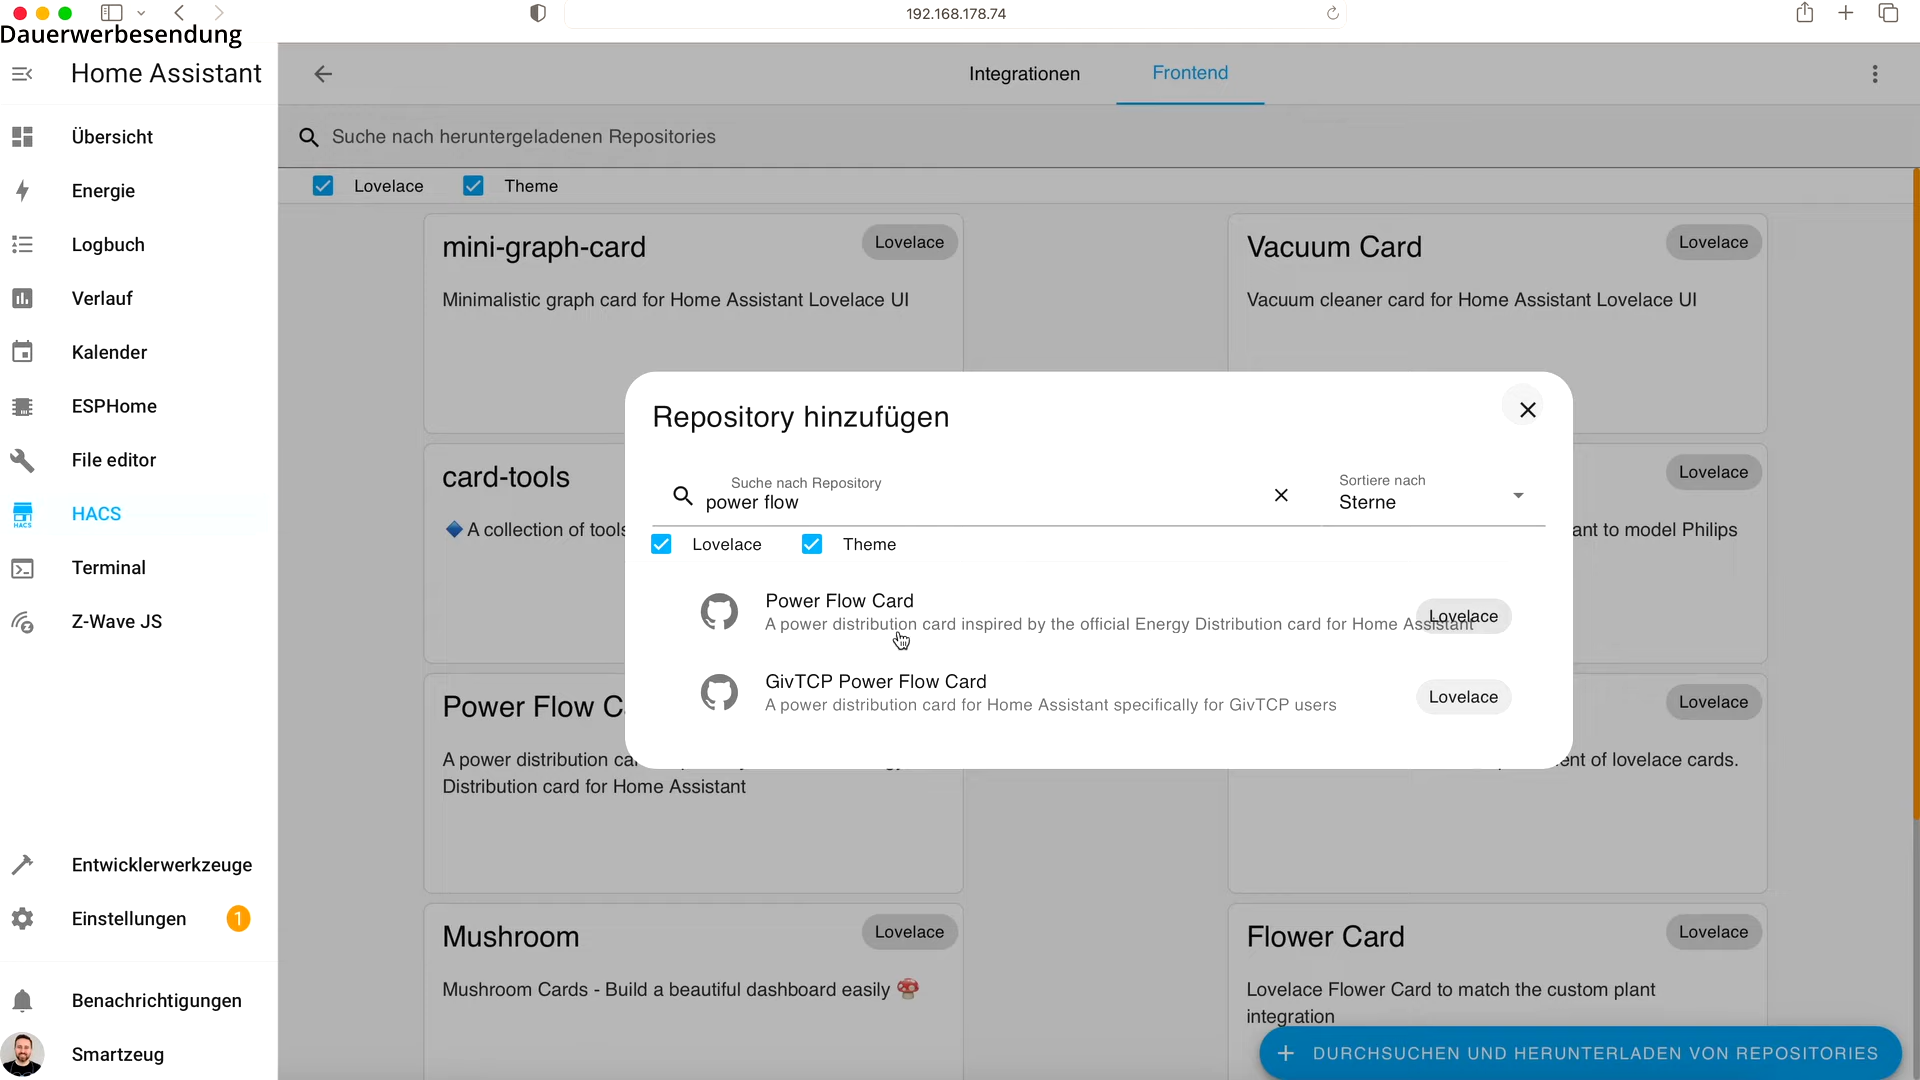 192.168.178.74
Dauerwerbesendung
Home Assistant
Integrationen
Frontend
Übersicht
Suche nach heruntergeladenen Repositories
Energie
Lovelace
Theme
Logbuch
mini-graph-card
Lovelace
Minimalistic graph card for Home Assistant Lovelace UI
Vacuum Card
Lovelace
Vacuum cleaner card for Home Assistant Lovelace UI
Verlauf
Kalender
ESPHome
File editor
HACS
HACS
Terminal
Z-Wave JS
card-tools
A collection of tools
Lovelace
ant to model Philips
Repository hinzufügen
Suche nach Repository
power flow
Sortiere nach
Sterne
Lovelace
Theme
Power Flow Card
A power distribution card inspired by the official Energy Distribution card for Home Assistant
Lovelace
GivTCP Power Flow Card
A power distribution card for Home Assistant specifically for GivTCP users
Lovelace
Power Flow C
A power distribution
Distribution card for Home Assistant
Lovelace
ent of lovelace cards.
Entwicklerwerkzeuge
Einstellungen
1
Mushroom
Lovelace
Mushroom Cards - Build a beautiful dashboard easily 🍄
Flower Card
Lovelace
Lovelace Flower Card to match the custom plant
integration
Benachrichtigungen
Smartzeug
DURCHSUCHEN UND HERUNTERLADEN VON REPOSITORIES